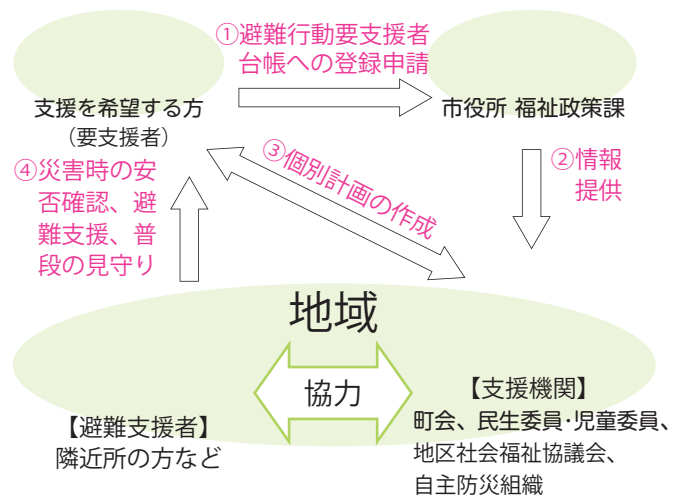 ①避難行動要支援者
台帳への登録申請
支援を希望する方
（要支援者）
市役所 福祉政策課
②情報
提供
③個別計画の作成
④災害時の安
否確認、避
難支援、普
段の見守り
地域
協力
【避難支援者】
隣近所の方など
【支援機関】
町会、民生委員・児童委員、
地区社会福祉協議会、
自主防災組織